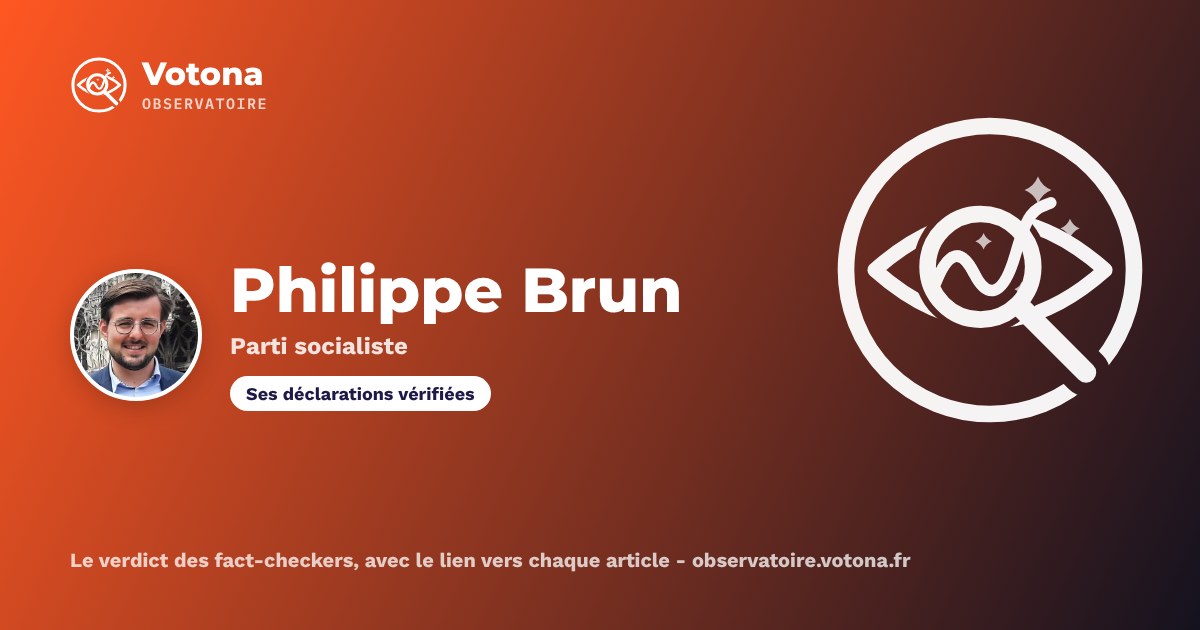 Votona
OBSERVATOIRE
Philippe Brun
Parti socialiste
Ses déclarations vérifiées
Le verdict des fact-checkers, avec le lien vers chaque article - observatoire.votona.fr